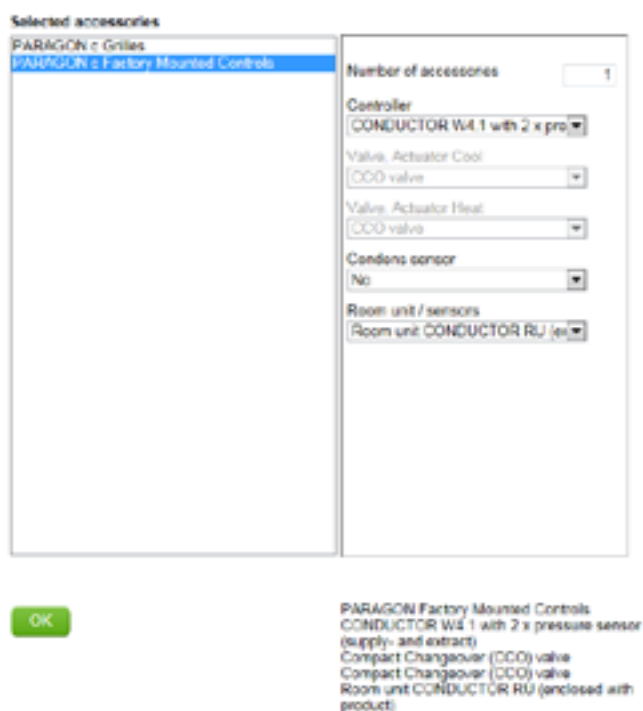 Selected accessories
PARAGON c Grilles
PARAGON c Factory Mounted Controls
Number of accessories 1
Controller
CONDUCTOR W4.1 with 2 x pro
Valve, Actuator Cool
CCO valve
Valve, Actuator Heat
CCO valve
Condens sensor
No
Room unit / sensors
Room unit CONDUCTOR RU (en
OK
PARAGON Factory Mounted Controls
CONDUCTOR W4.1 with 2 x pressure sensor
(supply- and extract)
Compact Changeover (CCO) valve
Compact Changeover (CCO) valve
Room unit CONDUCTOR RU (enclosed with
product)